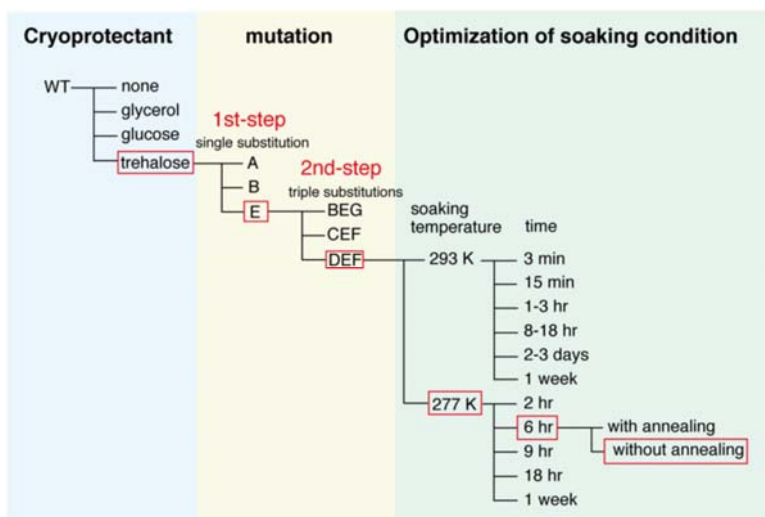 Cryoprotectant
mutation
Optimization of soaking condition
WT
none
glycerol
glucose
trehalose
1st-step
single substitution
A
B
E
2nd-step
triple substitutions
BEG
CEF
DEF
soaking
temperature
time
293 K
3 min
15 min
1-3 hr
8-18 hr
2-3 days
1 week
277 K
2 hr
6 hr
9 hr
18 hr
1 week
with annealing
without annealing